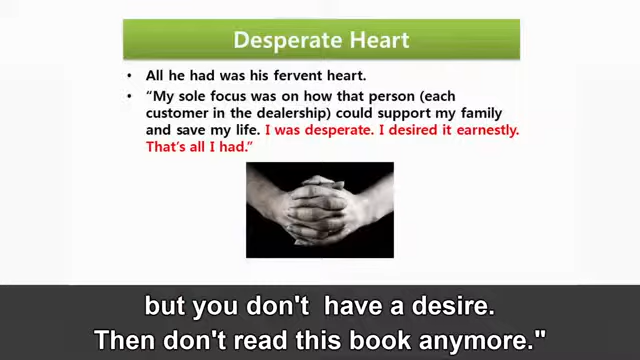 Desperate Heart
• All he had was his fervent heart.
• “My sole focus was on how that person (each
customer in the dealership) could support my family
and save my life. I was desperate. I desired it earnestly.
That’s all I had.”
but you don't have a desire.
Then don't read this book anymore."